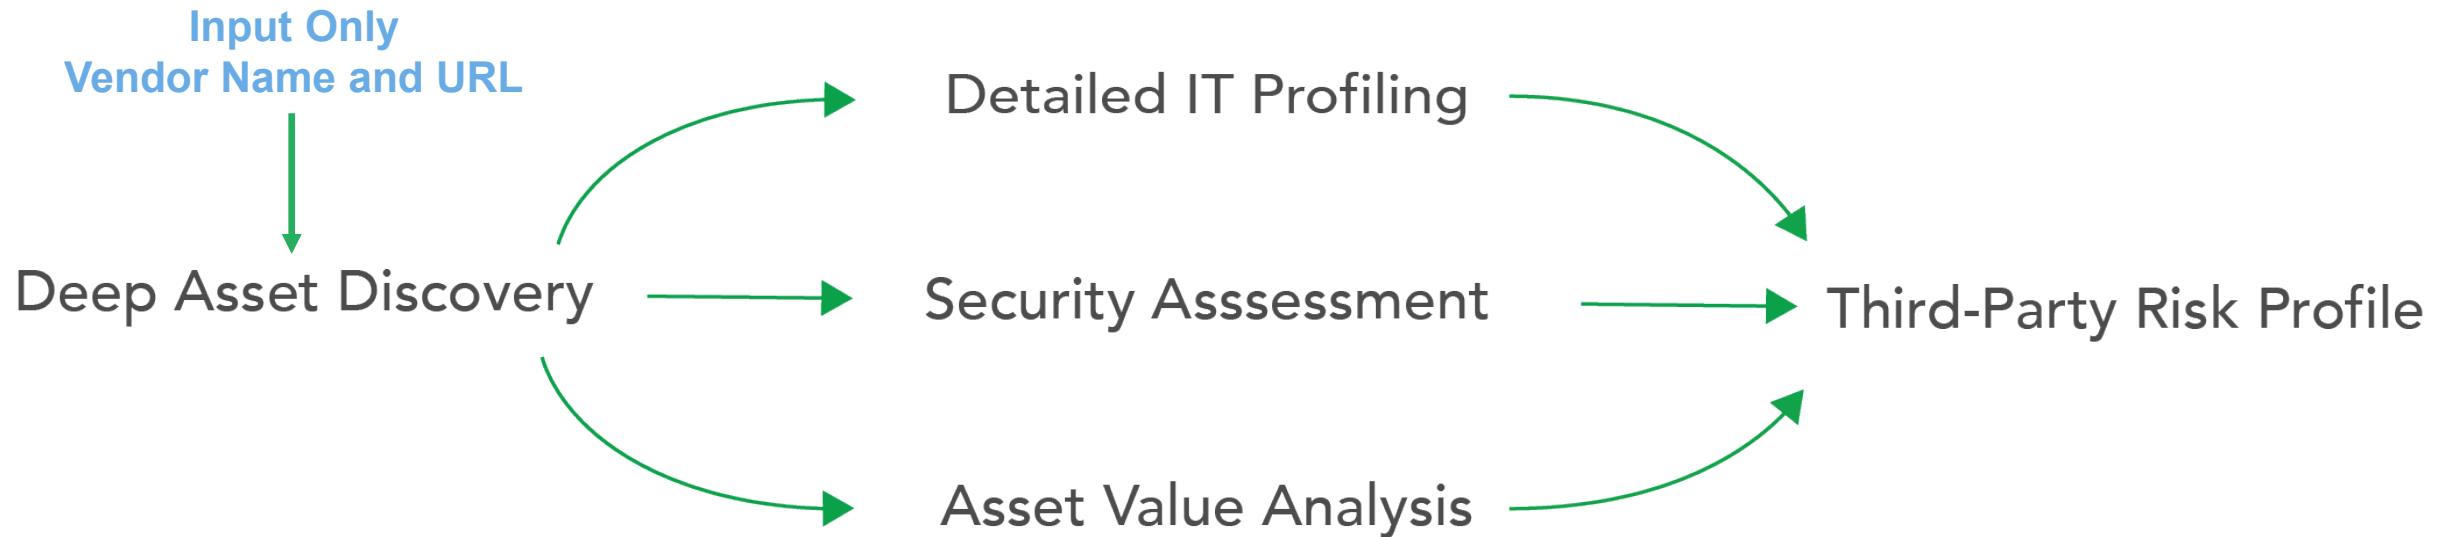 Input Only
Vendor Name and URL
Detailed IT Profiling
Deep Asset Discovery
Security Asssessment
Third-Party Risk Profile
Asset Value Analysis